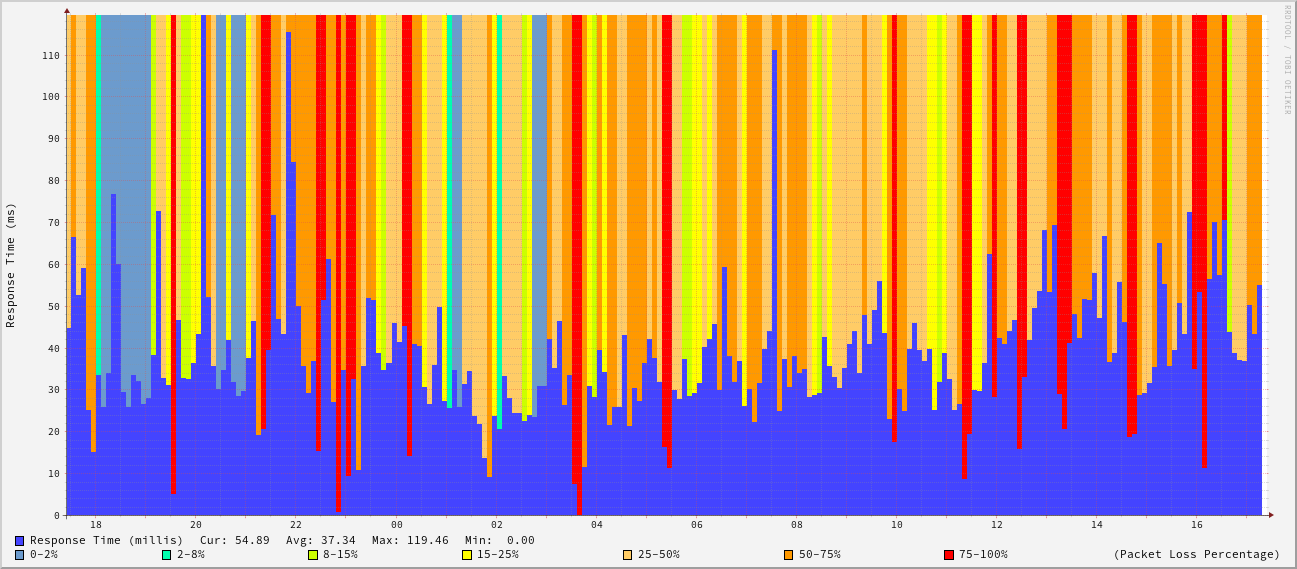 RRDTOOL / TOBI OETIKER
Response Time (ms)
110
100
90
80
70
60
50
40
30
20
10
0
18 20 22 00 02 04 06 08 10 12 14 16
Response Time (millis) Cur: 54.89 Avg: 37.34 Max: 119.46 Min: 0.00
0-2% 2-8% 8-15% 15-25% 25-50% 50-75% 75-100% (Packet Loss Percentage)